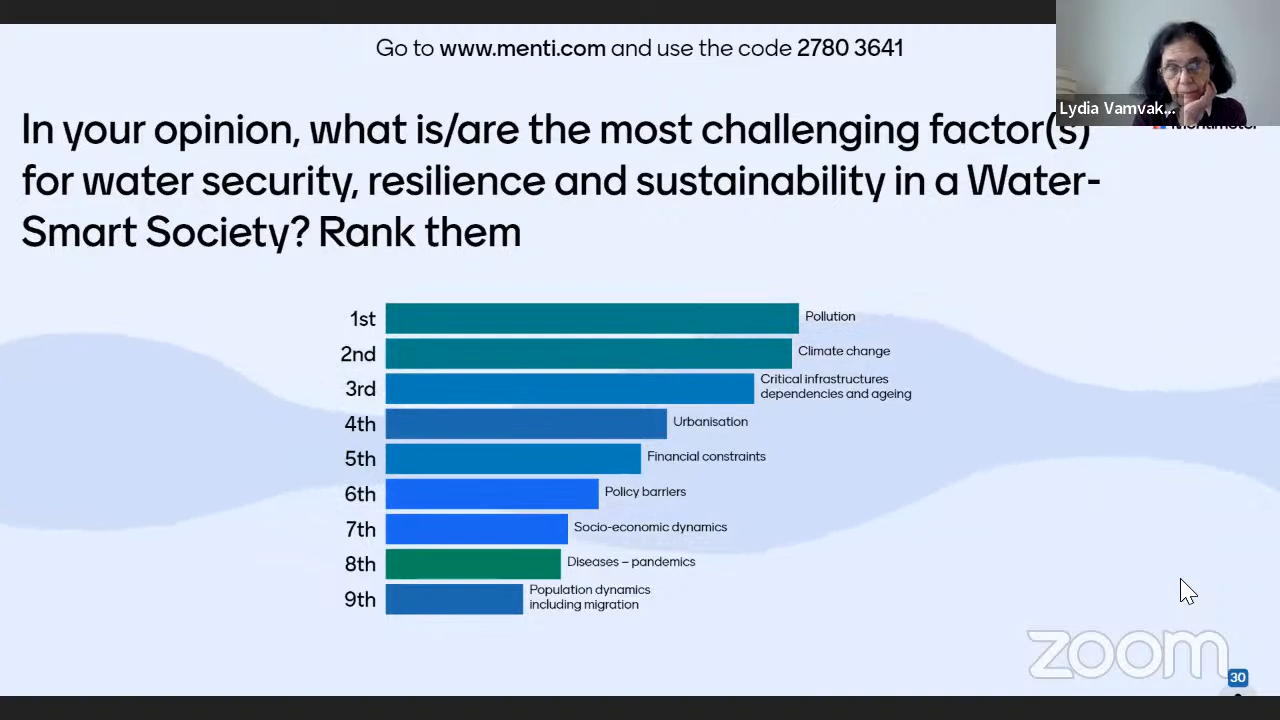 Go to www.menti.com and use the code 2780 3641
Lydia Vamvak...
In your opinion, what is/are the most challenging factor(s)
for water security, resilience and sustainability in a Water-
Smart Society? Rank them
1st Pollution
2nd Climate change
3rd Critical infrastructures
dependencies and ageing
4th Urbanisation
5th Financial constraints
6th Policy barriers
7th Socio-economic dynamics
8th Diseases – pandemics
9th Population dynamics
including migration
zoom
30